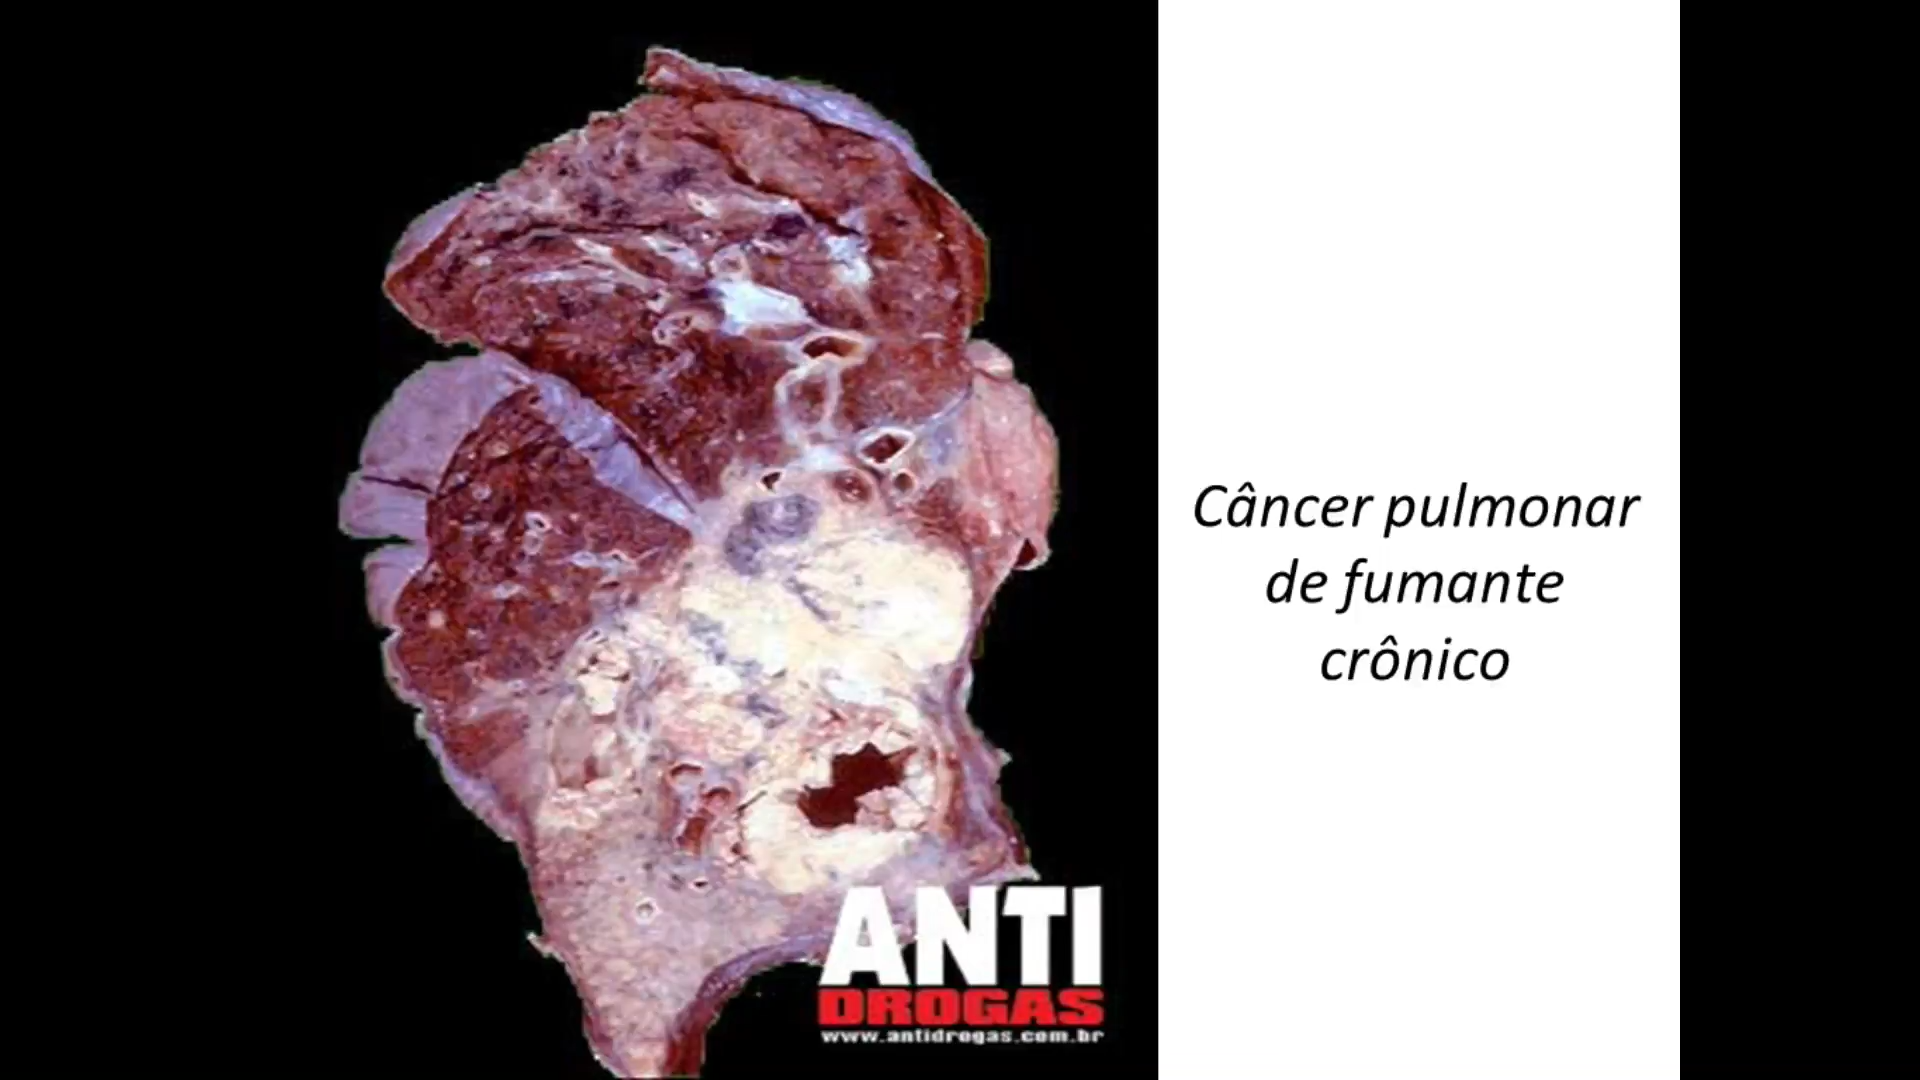 Câncer pulmonar
de fumante
crônico
ANTI
DROGAS
www.antidrogas.com.br